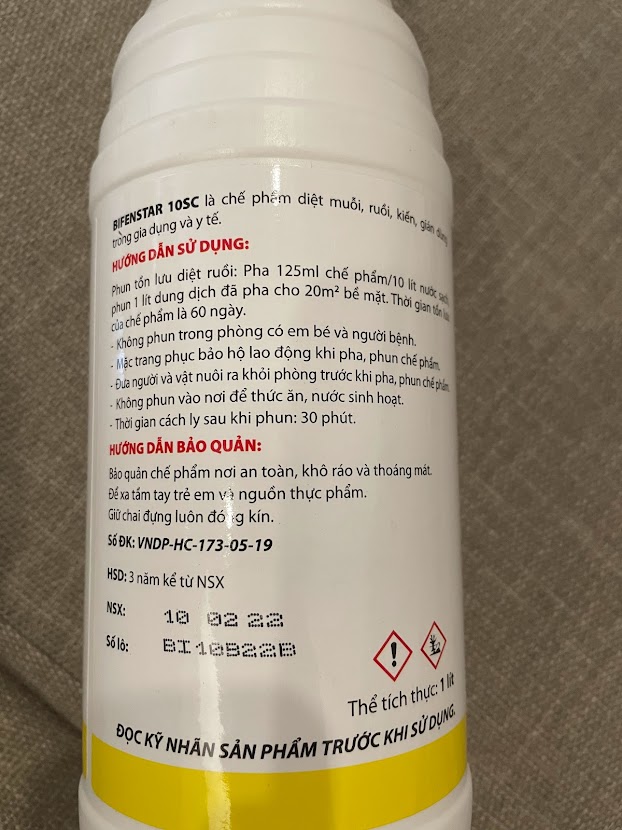 BIFENSTAR 10SC là chế phẩm diệt muỗi, ruồi, kiến, gián dùng
trong gia dụng và y tế.
HƯỚNG DẪN SỬ DỤNG:
Phun tồn lưu diệt ruồi: Pha 125ml chế phẩm/10 lít nước sạch
phun 1 lít dung dịch đã pha cho 20m² bề mặt. Thời gian tồn lưu
của chế phẩm là 60 ngày.
- Không phun trong phòng có em bé và người bệnh.
- Mặc trang phục bảo hộ lao động khi pha, phun chế phẩm.
- Đưa người và vật nuôi ra khỏi phòng trước khi pha, phun chế phẩm
- Không phun vào nơi để thức ăn, nước sinh hoạt.
- Thời gian cách ly sau khi phun: 30 phút.
HƯỚNG DẪN BẢO QUẢN:
Bảo quản chế phẩm nơi an toàn, khô ráo và thoáng mát.
Để xa tầm tay trẻ em và nguồn thực phẩm.
Giữ chai đựng luôn đóng kín.
Số ĐK: VNDP-HC-173-05-19
HSD: 3 năm kể từ NSX
NSX: 10 02 22
Số lô: BI10B22B
Thể tích thực: 1 lít
ĐỌC KỸ NHÃN SẢN PHẨM TRƯỚC KHI SỬ DỤNG.